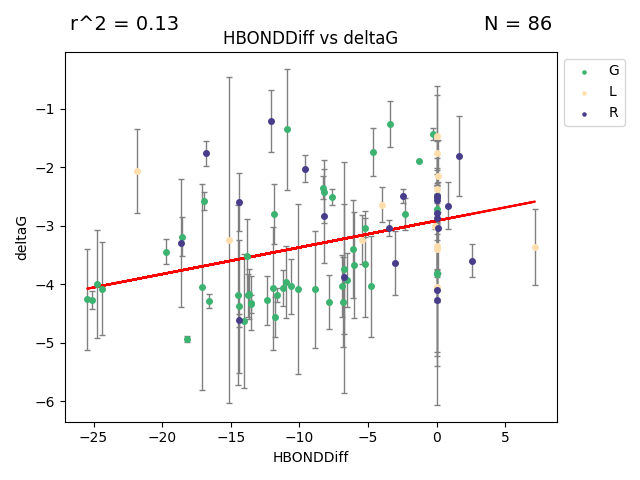 r^2 = 0.13
N = 86
HBONDDiff vs deltaG
G
L
R
deltaG
−1
−2
−3
−4
−5
−6
−25
−20
−15
−10
−5
0
5
HBONDDiff